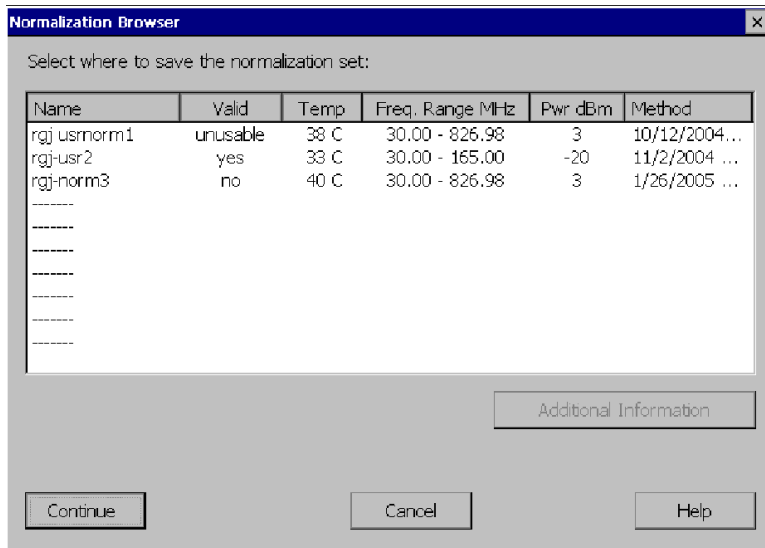 Normalization Browser
Select where to save the normalization set:
Name Valid Temp Freq. Range MHz Pwr dBm Method
rgj usrnorm1 unusable 38 C 30.00 - 826.98 3 10/12/2004...
rgj-usr2 yes 33 C 30.00 - 165.00 -20 11/2/2004 ...
rgj-norm3 no 40 C 30.00 - 826.98 3 1/26/2005 ...
-------
-------
-------
-------
-------
-------
-------
Additional Information
Continue Cancel Help